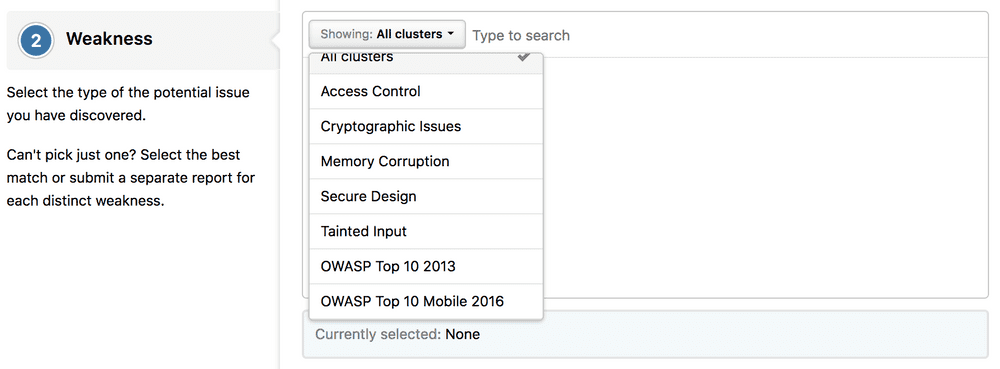 2 Weakness
Select the type of the potential issue
you have discovered.
Can't pick just one? Select the best
match or submit a separate report for
each distinct weakness.
Showing: All clusters Type to search
All clusters
Access Control
Cryptographic Issues
Memory Corruption
Secure Design
Tainted Input
OWASP Top 10 2013
OWASP Top 10 Mobile 2016
Currently selected: None